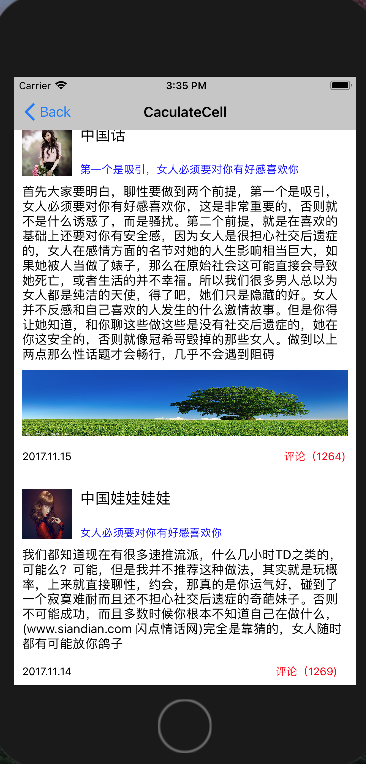 Carrier 3:35 PM
Back CaculateCell
中国话
第一个是吸引，女人必须要对你有好感喜欢你
首先大家要明白，聊性要做到两个前提，第一个是吸引，
女人必须要对你有好感喜欢你，这是非常重要的，否则就
不是什么诱惑了，而是骚扰。第二个前提，就是在喜欢的
基础上还要对你有安全感，因为女人是很担心社交后遗症
的，女人在感情方面的名节对她的人生影响相当巨大，如
果她被人当做了婊子，那么在原始社会这可能直接会导致
她死亡，或者生活的并不幸福。所以我们很多男人总以为
女人都是纯洁的天使，得了吧，她们只是隐藏的好。女人
并不反感和自己喜欢的人发生的什么激情故事。但是你得
让她知道，和你聊这些做这些是没有社交后遗症的，她在
你这安全的，否则就像冠希哥毁掉的那些女人。做到以上
两点那么性话题才会畅行，几乎不会遇到阻碍
2017.11.15 评论（1264）
中国娃娃娃娃
女人必须要对你有好感喜欢你
我们都知道现在有很多速推流派，什么几小时TD之类的，
可能么？可能，但是我并不推荐这种做法，其实就是玩概
率，上来就直接聊性，约会，那真的是你运气好，碰到了
一个寂寞难耐而且还不担心社交后遗症的奇葩妹子。否则
不可能成功，而且多数时候你根本不知道自己在做什么，
(www.siandian.com 闪点情话网)完全是靠猜的，女人随时
都有可能放你鸽子
2017.11.14 评论（1269）